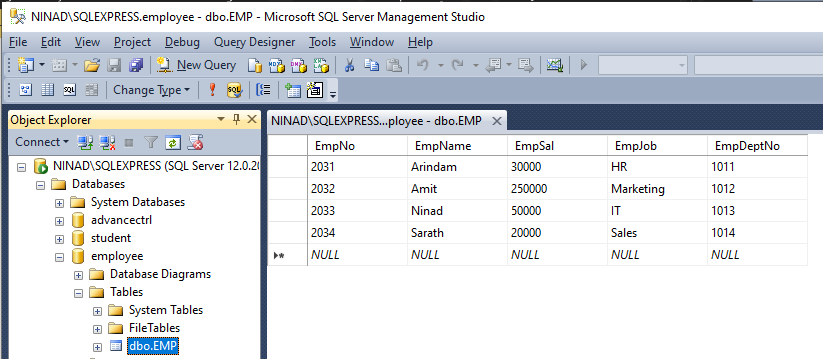 NINAD\SQLEXPRESS.employee - dbo.EMP - Microsoft SQL Server Management Studio
File Edit View Project Debug Query Designer Tools Window Help
New Query
Change Type
Object Explorer
Connect
NINAD\SQLEXPRESS (SQL Server 12.0.20
Databases
System Databases
advancectrl
student
employee
Database Diagrams
Tables
System Tables
FileTables
dbo.EMP
NINAD\SQLEXPRESS...ployee - dbo.EMP
EmpNo EmpName EmpSal EmpJob EmpDeptNo
2031 Arindam 30000 HR 1011
2032 Amit 250000 Marketing 1012
2033 Ninad 50000 IT 1013
2034 Sarath 20000 Sales 1014
NULL NULL NULL NULL NULL